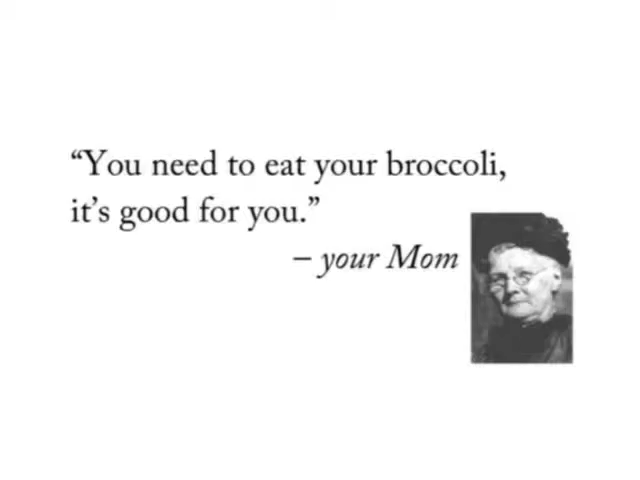 “You need to eat your broccoli,
it’s good for you.”
– your Mom